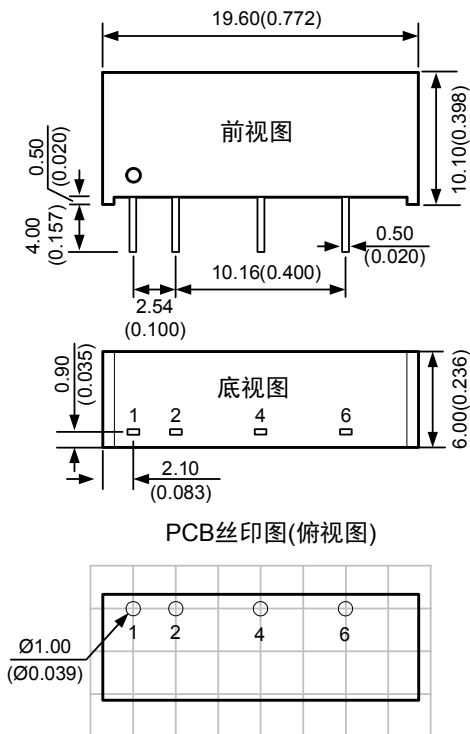 19.60(0.772)
前视图
10.10(0.398)
0.50
(0.020)
4.00
(0.157)
0.50
(0.020)
10.16(0.400)
2.54
(0.100)
底视图
0.90
(0.035)
1 2 4 6
6.00(0.236)
2.10
(0.083)
PCB丝印图(俯视图)
1 2 4 6
Ø1.00
(Ø0.039)